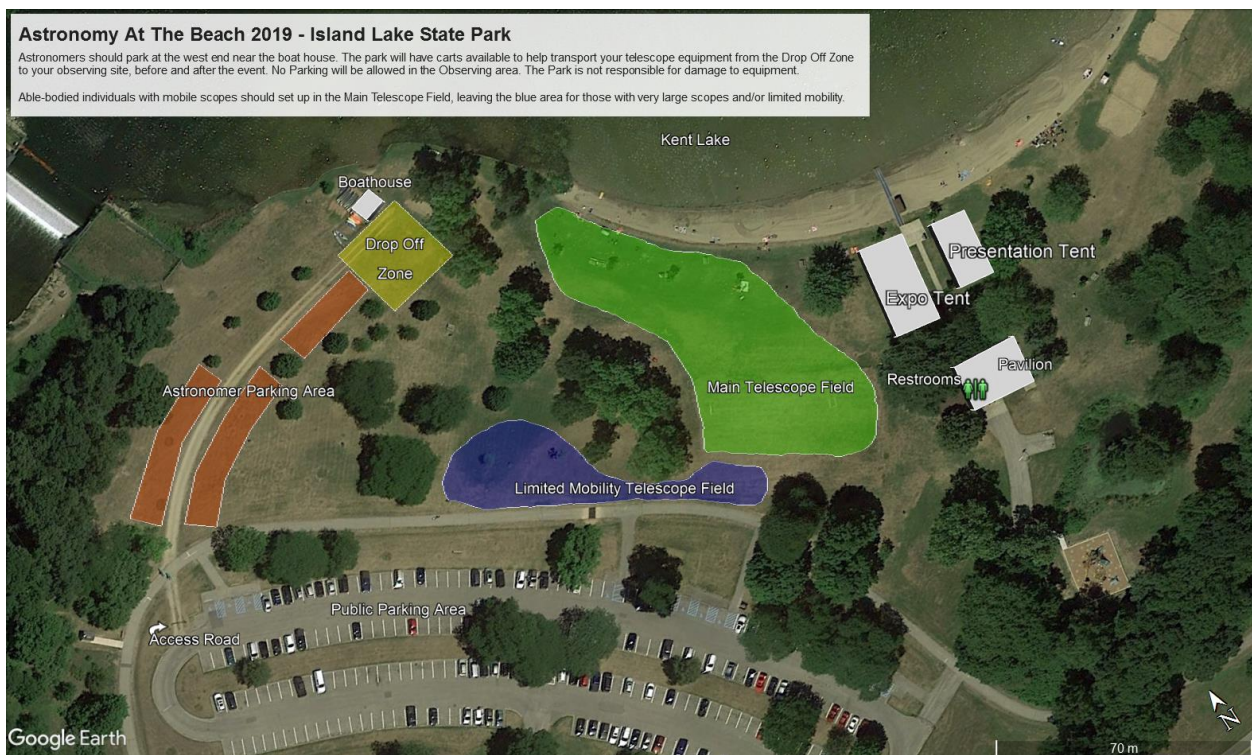 Astronomy At The Beach 2019 - Island Lake State Park
Astronomers should park at the west end near the boat house. The park will have carts available to help transport your telescope equipment from the Drop Off Zone
to your observing site, before and after the event. No Parking will be allowed in the Observing area. The Park is not responsible for damage to equipment.
Able-bodied individuals with mobile scopes should set up in the Main Telescope Field, leaving the blue area for those with very large scopes and/or limited mobility.
Kent Lake
Boathouse
Drop Off
Zone
Presentation Tent
Expo Tent
Pavilion
Restrooms
Main Telescope Field
Astronomer Parking Area
Limited Mobility Telescope Field
Public Parking Area
Access Road
N
Google Earth
70 m